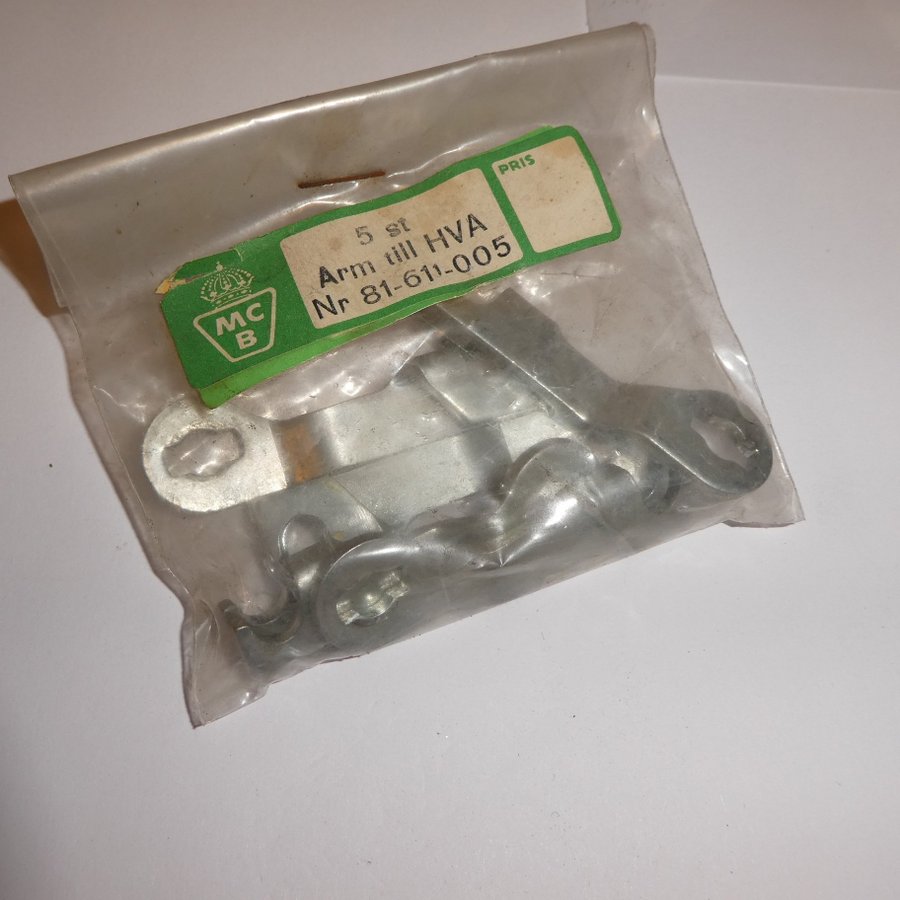 MC
B
5 st
Arm till HVA
Nr 81-611-005
PRIS